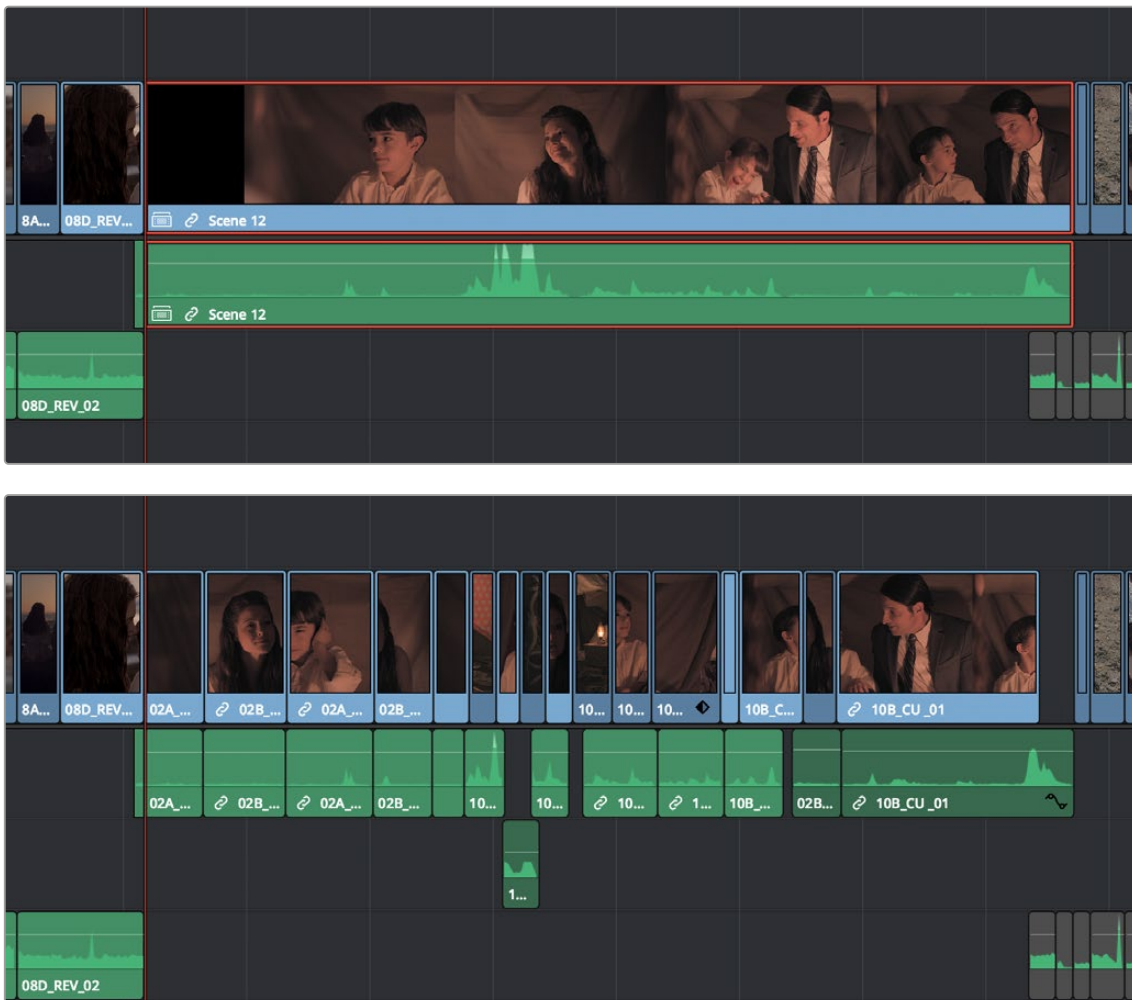 8A... 08D_REV... Scene 12
Scene 12
08D_REV_02
8A... 08D_REV... 02A_... 02B_... 02A_... 02B_... 10... 10... 10... 10B_C... 10B_CU_01
02A_... 02B_... 02A_... 02B_... 10... 10... 10... 1... 10B_... 02B... 10B_CU_01
1...
08D_REV_02